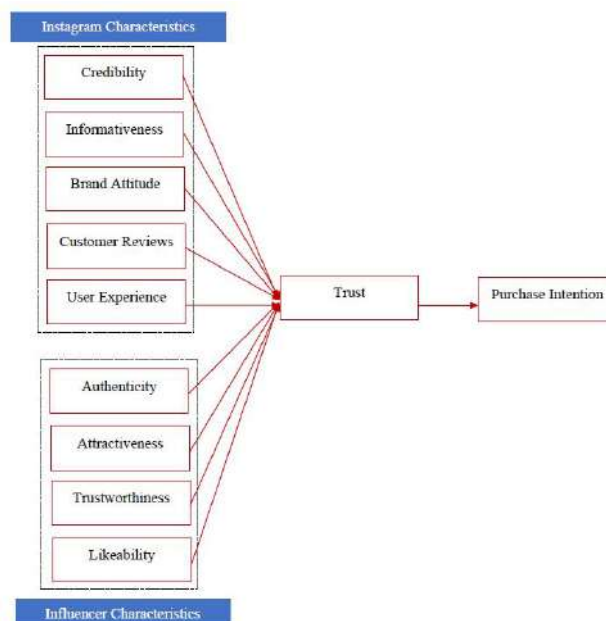 Instagram Characteristics
Credibility
Informativeness
Brand Attitude
Customer Reviews
User Experience
Trust
Purchase Intention
Authenticity
Attractiveness
Trustworthiness
Likeability
Influencer Characteristics